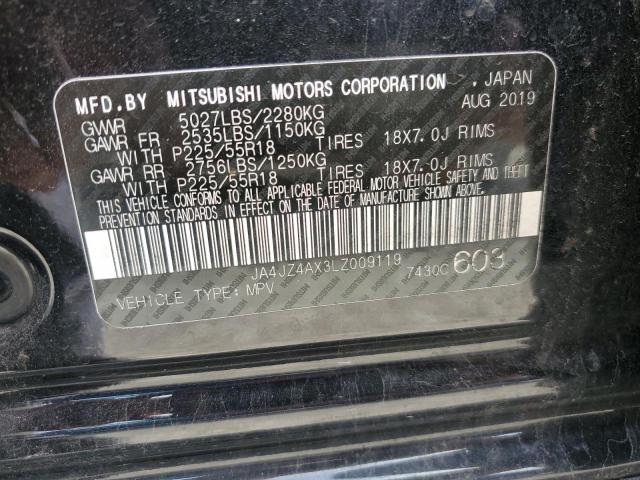 MFD.BY MITSUBISHI MOTORS CORPORATION , JAPAN
GVWR 5027LBS/2280KG AUG 2019
GAWR FR 2535LBS/1150KG
WITH P225/55R18 TIRES 18X7.0J RIMS
GAWR RR 2756LBS/1250KG
WITH P225/55R18 TIRES 18X7.0J RIMS
THIS VEHICLE CONFORMS TO ALL APPLICABLE FEDERAL MOTOR VEHICLE SAFETY AND THEFT
PREVENTION STANDARDS IN EFFECT ON THE DATE OF MANUFACTURE SHOWN ABOVE.
JA4JZ4AX3LZ009119 7430C 603
VEHICLE TYPE: MPV